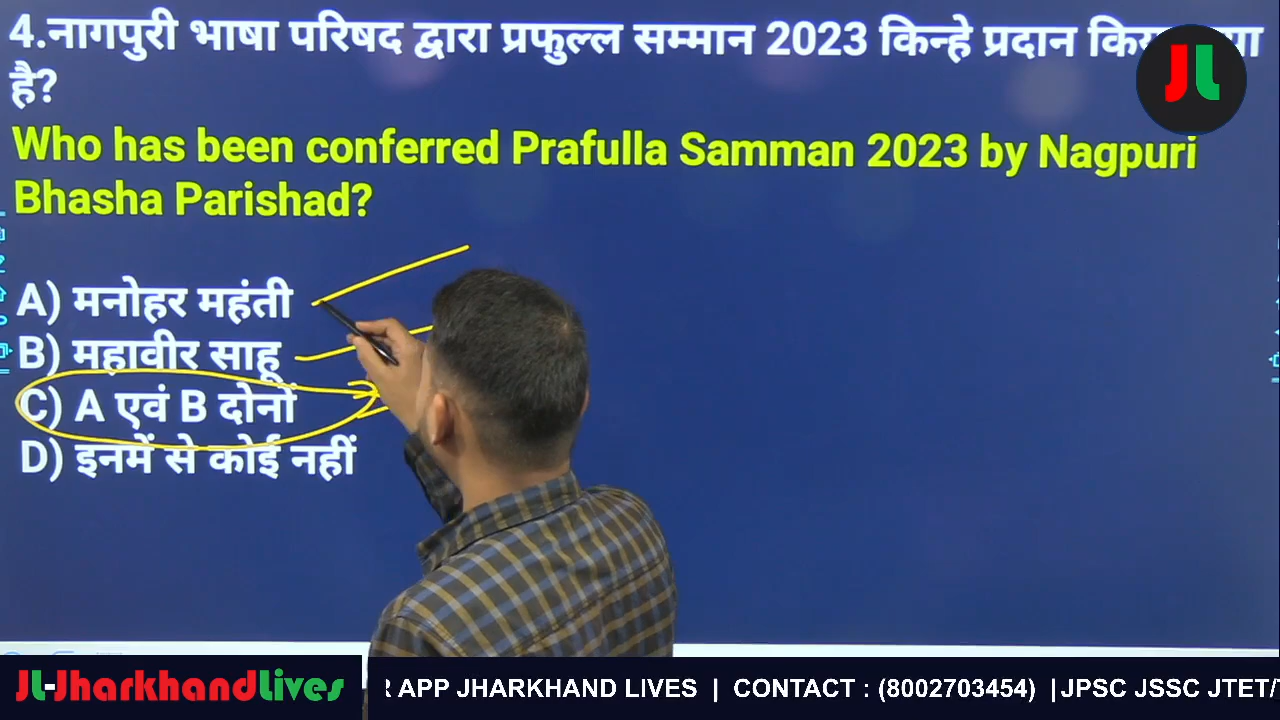 4.नागपुरी भाषा परिषद द्वारा प्रफुल्ल सम्मान 2023 किन्हे प्रदान
है?
Who has been conferred Prafulla Samman 2023 by Nagpuri
Bhasha Parishad?
A) मनोहर महंती
B) महावीर साहू
C) A एवं B दोनों
D) इनमें से कोई नहीं
JL
JL-JharkhandLives
APP JHARKHAND LIVES | CONTACT : (8002703454) |JPSC JSSC JTET/